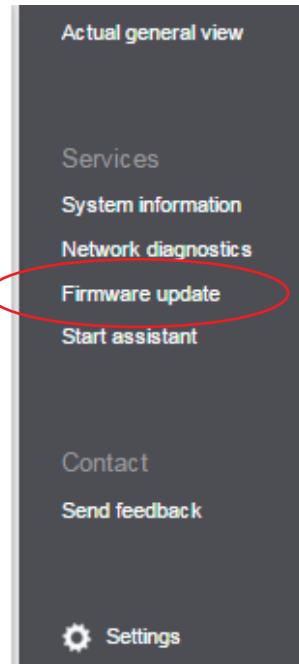 Actual general view
Services
System information
Network diagnostics
Firmware update
Start assistant
Contact
Send feedback
Settings